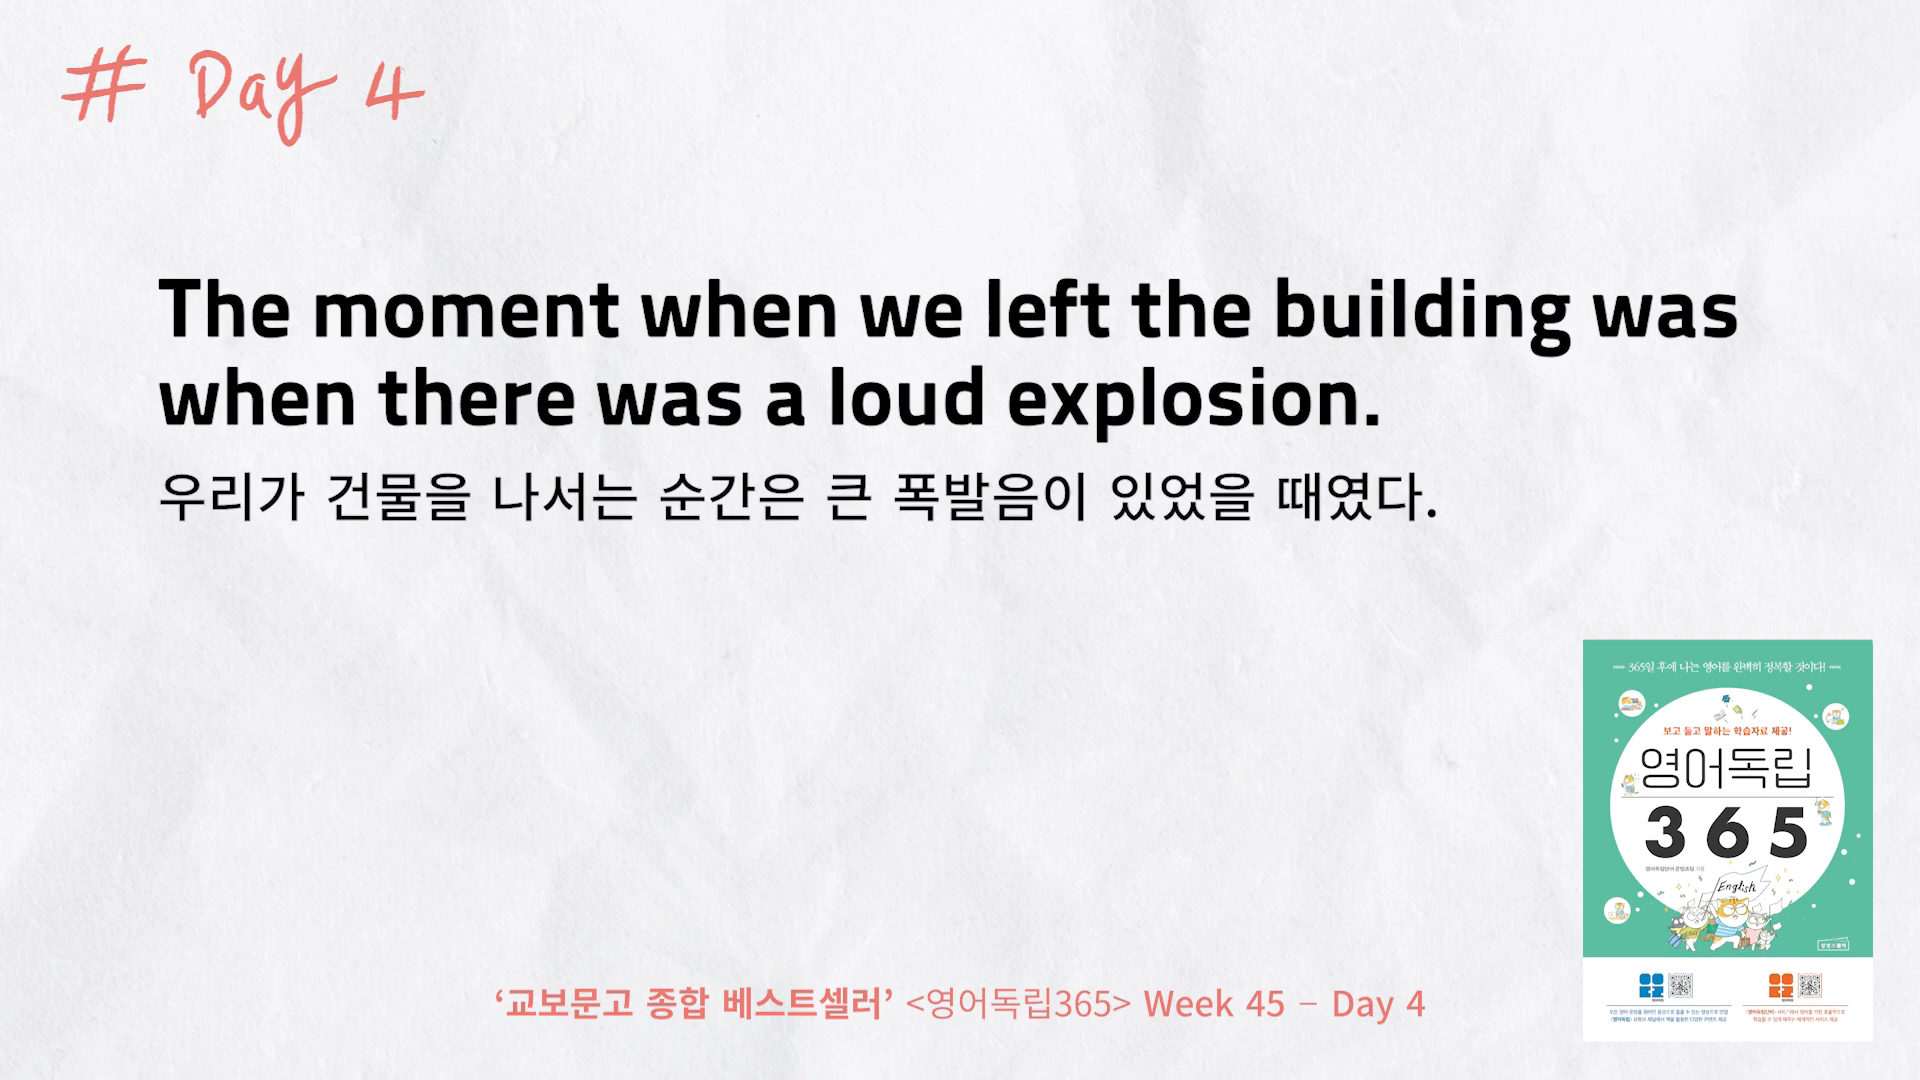 # Day 4
The moment when we left the building was
when there was a loud explosion.
우리가 건물을 나서는 순간은 큰 폭발음이 있었을 때였다.
365일 후에 나는 영어를 완벽히 정복할 것이다!
보고 듣고 말하는 학습자료 제공!
영어독립
365
English
‘교보문고 종합 베스트셀러’ <영어독립365> Week 45 – Day 4